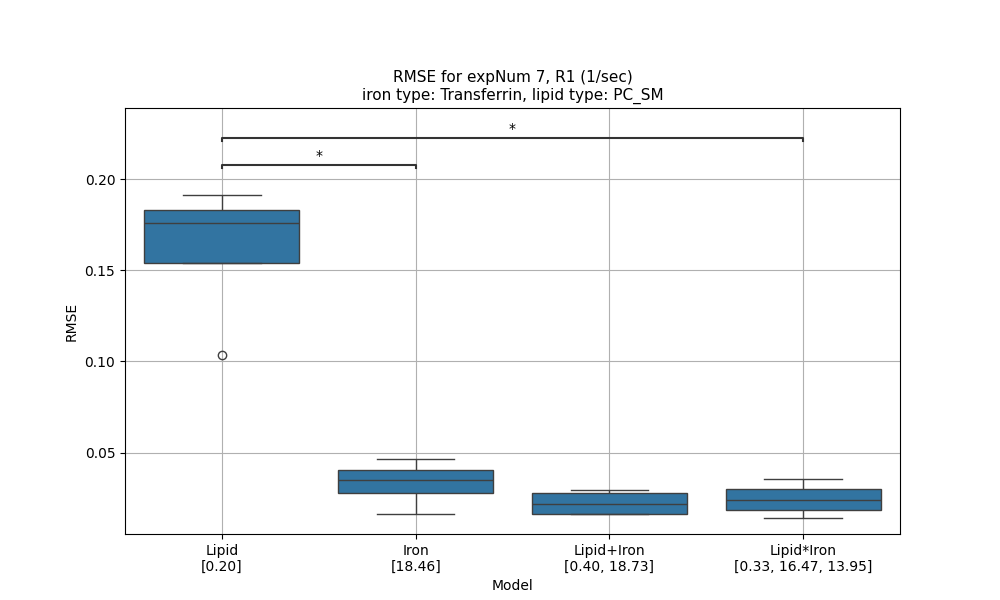 RMSE for expNum 7, R1 (1/sec)
iron type: Transferrin, lipid type: PC_SM
*
*
0.20
0.15
0.10
0.05
RMSE
Lipid
[0.20]
Iron
[18.46]
Lipid+Iron
[0.40, 18.73]
Lipid*Iron
[0.33, 16.47, 13.95]
Model